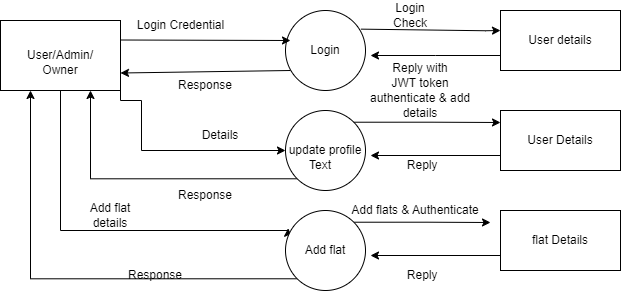 Login Credential
Login
Check
User/Admin/
Owner
Login
User details
Response
Reply with
JWT token
authenticate & add
details
Details
update profile
Text
User Details
Reply
Response
Add flat
details
Add flats & Authenticate
Add flat
flat Details
Response
Reply